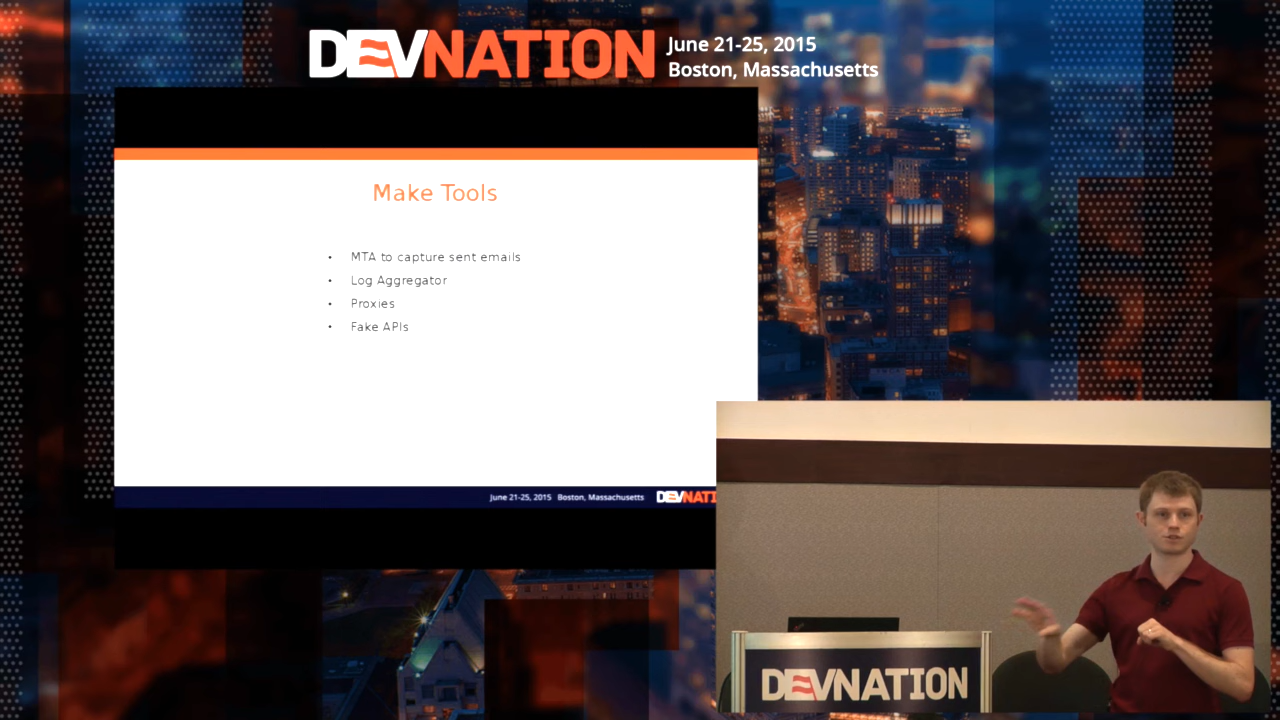 DEVNATION
June 21-25, 2015
Boston, Massachusetts
Make Tools
• MTA to capture sent emails
• Log Aggregator
• Proxies
• Fake APIs
June 21-25, 2015 Boston, Massachusetts DEVNATI
DEVNATION